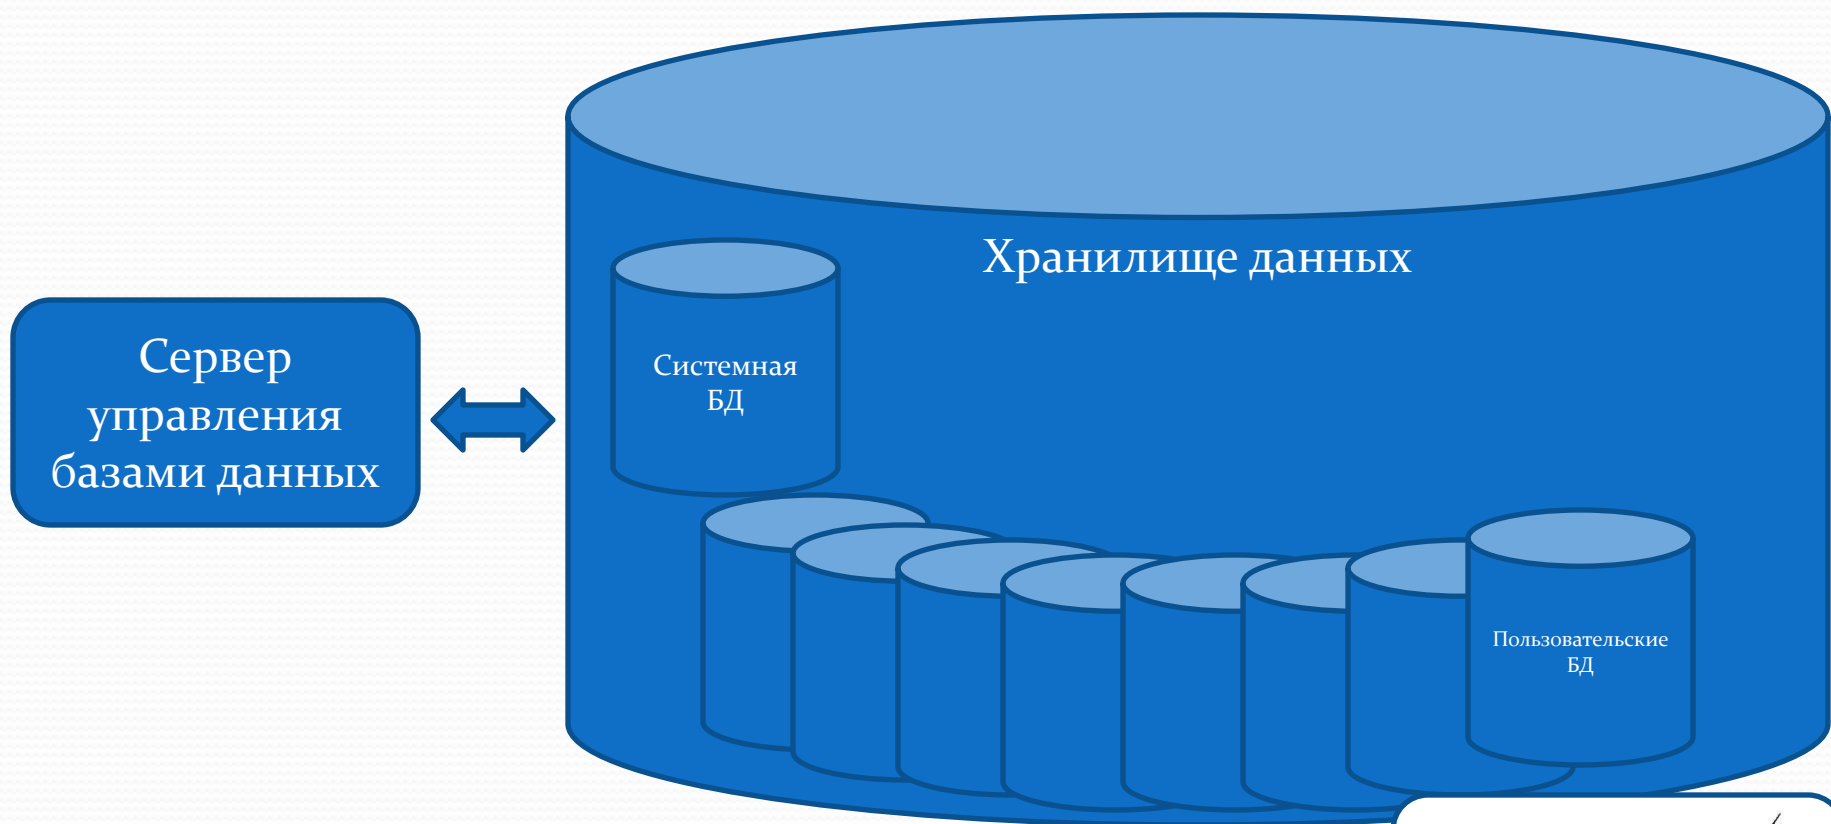 Хранилище данных
Сервер
управления
базами данных
Системная
БД
Пользовательские
БД